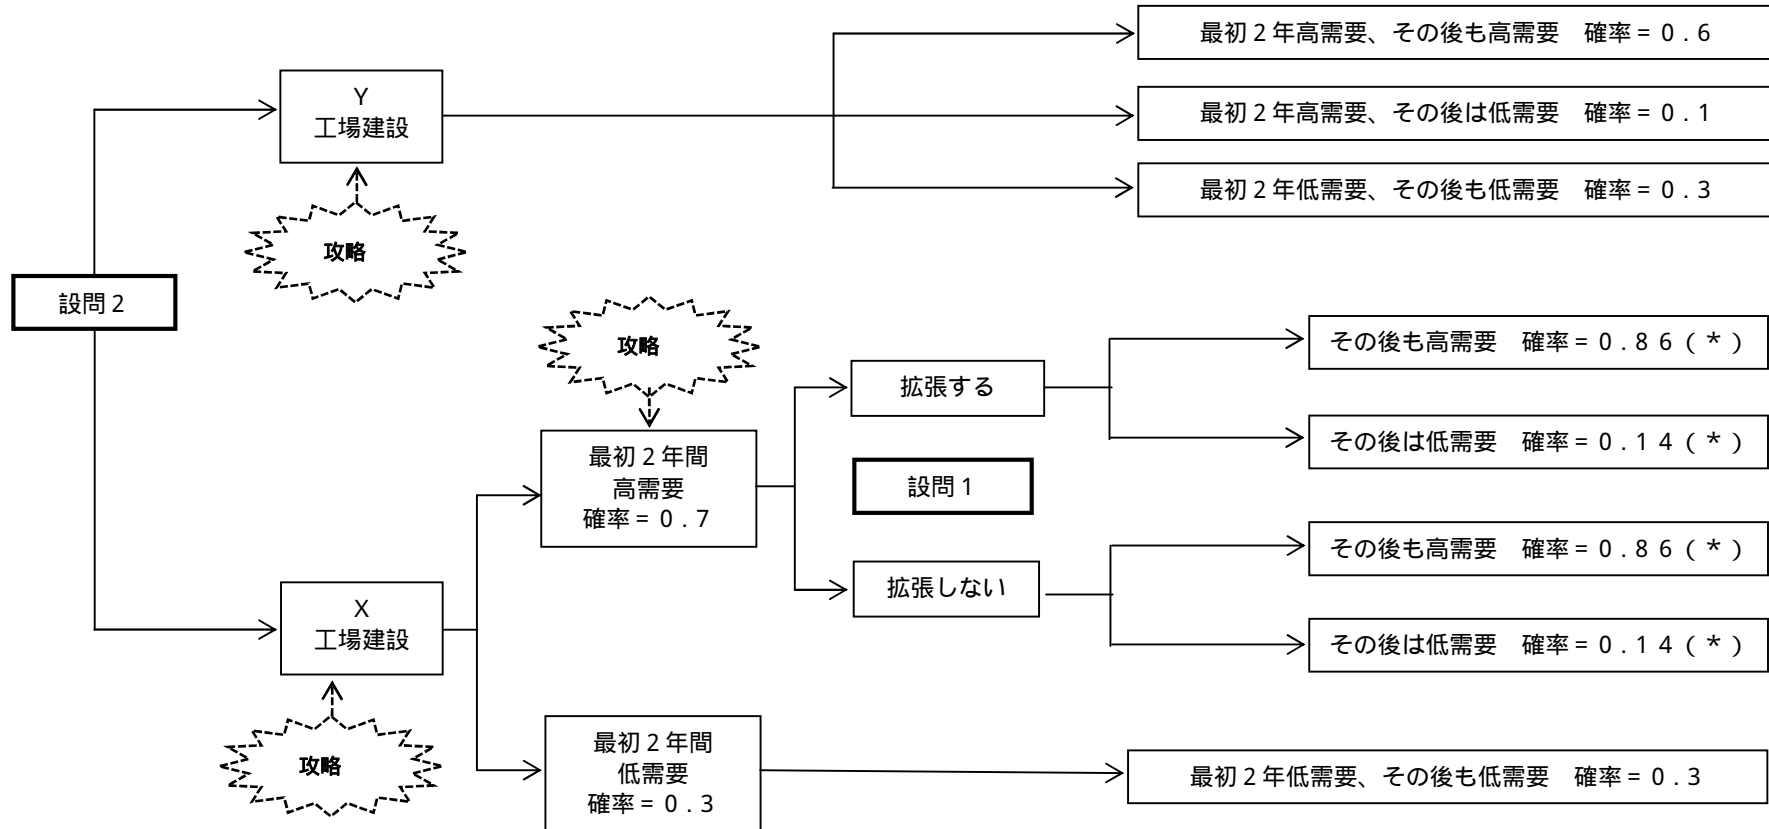 最初２年高需要、その後も高需要　確率＝０．６
Y
工場建設
最初２年高需要、その後は低需要　確率＝０．１
最初２年低需要、その後も低需要　確率＝０．３
攻略
設問２
攻略
その後も高需要　確率＝０．８６（＊）
拡張する
その後は低需要　確率＝０．１４（＊）
最初２年間
高需要
確率＝０．７
設問１
その後も高需要　確率＝０．８６（＊）
拡張しない
X
工場建設
その後は低需要　確率＝０．１４（＊）
攻略
最初２年間
低需要
確率＝０．３
最初２年低需要、その後も低需要　確率＝０．３